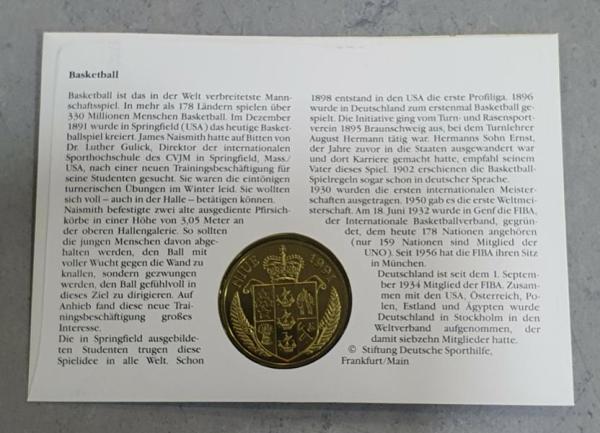 Basketball
Basketball ist das in der Welt verbreitetste Mann-
schaftsspiel. In mehr als 178 Ländern spielen über
330 Millionen Menschen Basketball. Im Dezember
1891 wurde in Springfield (USA) das heutige Basket-
ballspiel kreiert. James Naismith hatte auf Bitten von
Dr. Luther Gulick, Direktor der internationalen
Sporthochschule des CVJM in Springfield, Mass./
USA, nach einer neuen Trainingsbeschäftigung für
seine Studenten gesucht. Sie waren die eintönigen
turnerischen Übungen im Winter leid. Sie wollten
sich voll – auch in der Halle – betätigen können.
Naismith befestigte zwei alte ausgediente Pfirsich-
körbe in einer Höhe von 3,05 Meter an
der oberen Hallengalerie. So sollten
die jungen Menschen davon abge-
halten werden, den Ball mit
voller Wucht gegen die Wand zu
knallen, sondern gezwungen
werden, den Ball gefühlvoll in
dieses Ziel zu dirigieren. Auf
Anhieb fand diese neue Trai-
ningsbeschäftigung großes
Interesse.
Die in Springfield ausgebilde-
ten Studenten trugen diese
Spielidee in alle Welt. Schon
1898 entstand in den USA die erste Profiliga. 1896
wurde in Deutschland zum erstenmal Basketball ge-
spielt. Die Initiative ging vom Turn- und Rasensport-
verein 1895 Braunschweig aus, bei dem Turnlehrer
August Hermann tätig war. Hermanns Sohn Ernst,
der Jahre zuvor in die Staaten ausgewandert war
und dort Karriere gemacht hatte, empfahl seinem
Vater dieses Spiel. 1902 erschienen die Basketball-
Spielregeln sogar schon in deutscher Sprache.
1930 wurden die ersten internationalen Meister-
schaften ausgetragen. 1950 gab es die erste Weltmei-
sterschaft. Am 18. Juni 1932 wurde in Genf die FIBA,
der Internationale Basketballverband, gegrün-
det, dem heute 178 Nationen angehören
(nur 159 Nationen sind Mitglied der
UNO). Seit 1956 hat die FIBA ihren Sitz
in München.
Deutschland ist seit dem 1. Septem-
ber 1934 Mitglied der FIBA. Zusam-
men mit den USA, Österreich, Po-
len, Estland und Ägypten wurde
Deutschland in Stockholm in den
Weltverband aufgenommen, der
damit siebzehn Mitglieder hatte.
© Stiftung Deutsche Sporthilfe,
Frankfurt/Main
NIUE